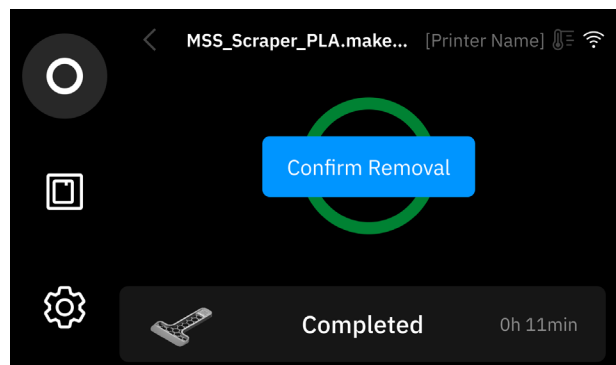 MSS_Scraper_PLA.make... [Printer Name]
Confirm Removal
Completed 0h 11min